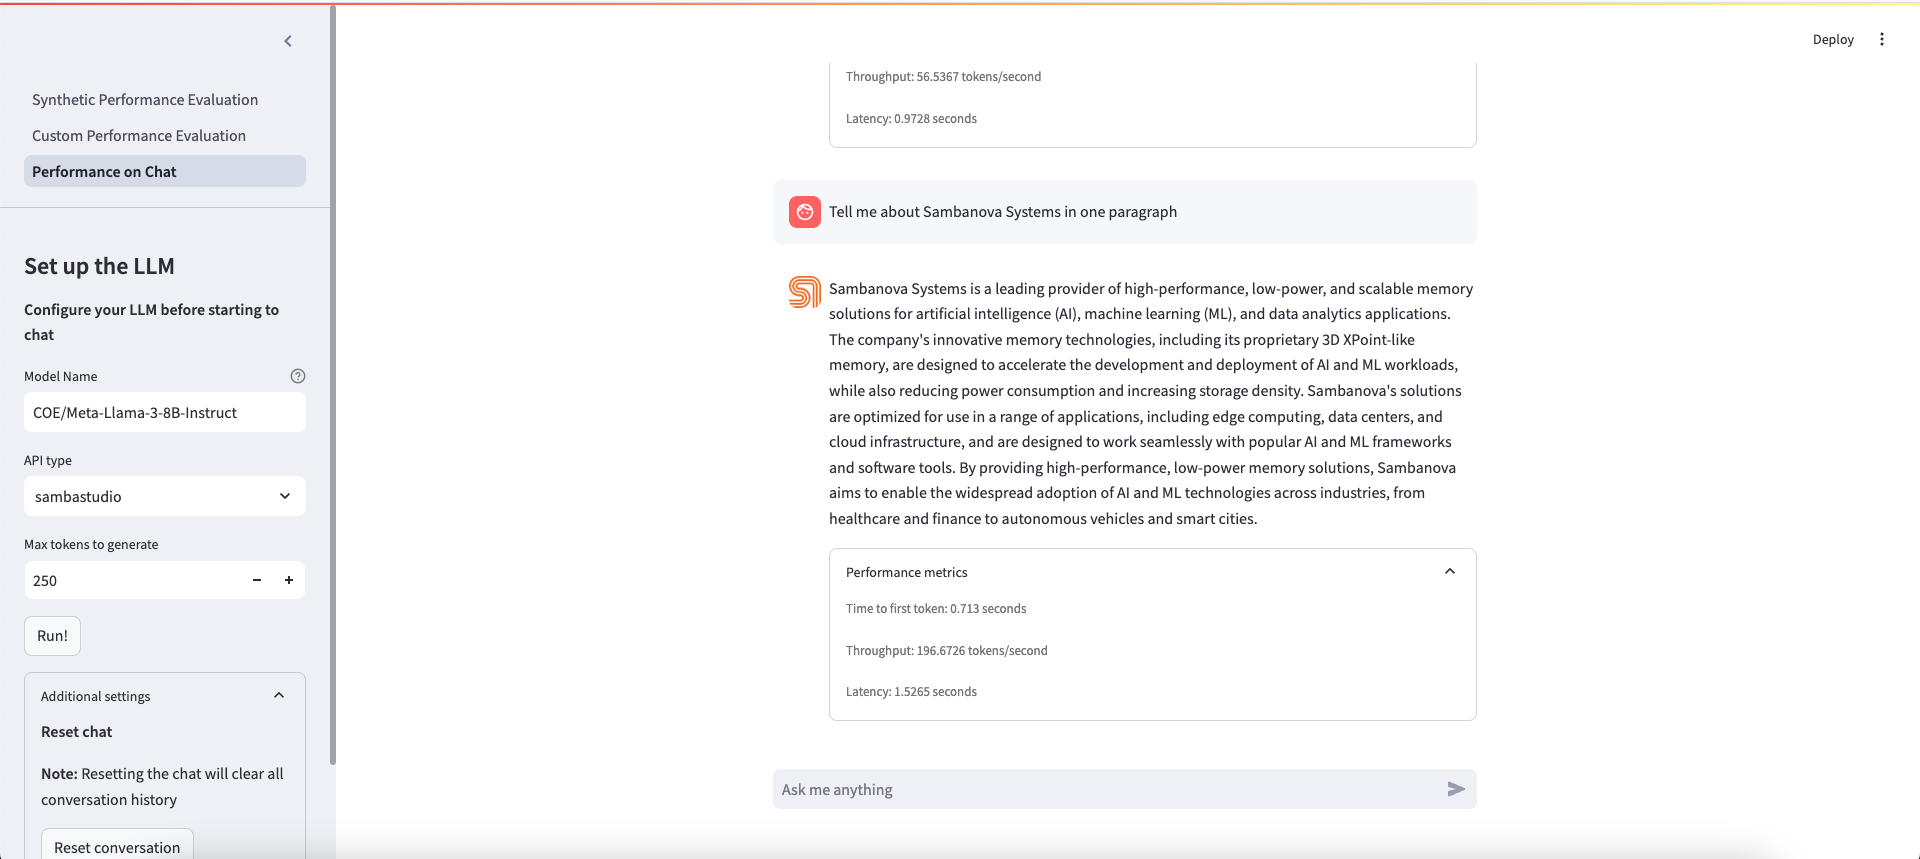 Deploy
Synthetic Performance Evaluation
Custom Performance Evaluation
Performance on Chat
Set up the LLM
Configure your LLM before starting to
chat
Model Name
COE/Meta-Llama-3-8B-Instruct
API type
sambastudio
Max tokens to generate
250
Run!
Additional settings
Reset chat
Note: Resetting the chat will clear all
conversation history
Reset conversation
Throughput: 56.5367 tokens/second
Latency: 0.9728 seconds
Tell me about Sambanova Systems in one paragraph
Sambanova Systems is a leading provider of high-performance, low-power, and scalable memory
solutions for artificial intelligence (AI), machine learning (ML), and data analytics applications.
The company's innovative memory technologies, including its proprietary 3D XPoint-like
memory, are designed to accelerate the development and deployment of AI and ML workloads,
while also reducing power consumption and increasing storage density. Sambanova's solutions
are optimized for use in a range of applications, including edge computing, data centers, and
cloud infrastructure, and are designed to work seamlessly with popular AI and ML frameworks
and software tools. By providing high-performance, low-power memory solutions, Sambanova
aims to enable the widespread adoption of AI and ML technologies across industries, from
healthcare and finance to autonomous vehicles and smart cities.
Performance metrics
Time to first token: 0.713 seconds
Throughput: 196.6726 tokens/second
Latency: 1.5265 seconds
Ask me anything